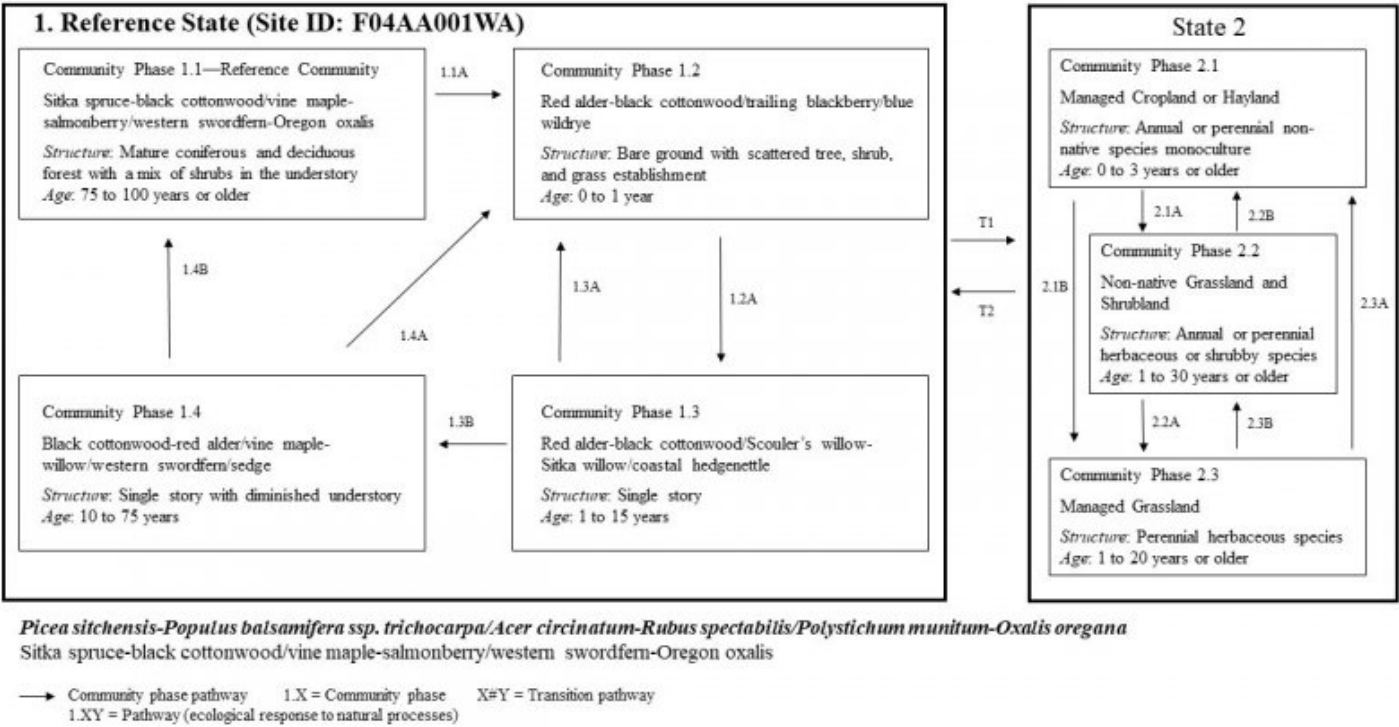 1. Reference State (Site ID: F04AA001WA)
Community Phase 1.1—Reference Community
Sitka spruce-black cottonwood/vine maple-
salmonberry/western swordfern-Oregon oxalis
Structure: Mature coniferous and deciduous
forest with a mix of shrubs in the understory
Age: 75 to 100 years or older
1.1A
Community Phase 1.2
Red alder-black cottonwood/trailing blackberry/blue
wildrye
Structure: Bare ground with scattered tree, shrub,
and grass establishment
Age: 0 to 1 year
1.4B
1.4A
1.3A
1.2A
Community Phase 1.4
Black cottonwood-red alder/vine maple-
willow/western swordfern/sedge
Structure: Single story with diminished understory
Age: 10 to 75 years
1.3B
Community Phase 1.3
Red alder-black cottonwood/Scouler's willow-
Sitka willow/coastal hedgenettle
Structure: Single story
Age: 1 to 15 years
T1
T2
State 2
Community Phase 2.1
Managed Cropland or Hayland
Structure: Annual or perennial non-
native species monoculture
Age: 0 to 3 years or older
2.1A
2.2B
2.1B
Community Phase 2.2
Non-native Grassland and
Shrubland
Structure: Annual or perennial
herbaceous or shrubby species
Age: 1 to 30 years or older
2.3A
2.2A
2.3B
Community Phase 2.3
Managed Grassland
Structure: Perennial herbaceous species
Age: 1 to 20 years or older
Picea sitchensis-Populus balsamifera ssp. trichocarpa/Acer circinatum-Rubus spectabilis/Polystichum munitum-Oxalis oregana
Sitka spruce-black cottonwood/vine maple-salmonberry/western swordfern-Oregon oxalis
Community phase pathway 1.X = Community phase X#Y = Transition pathway
1.XY = Pathway (ecological response to natural processes)